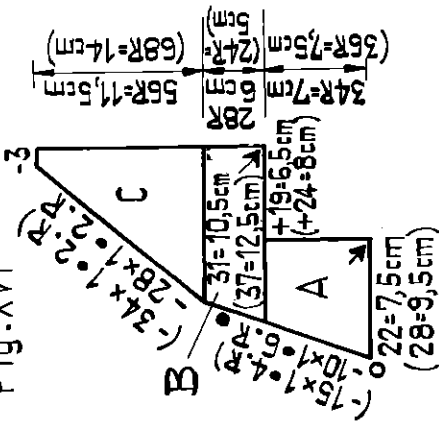 Fig.XVI
-3
C
(-34×1•2.R)
-28×1•2.R
B
31=10,5cm
(37=12,5cm)
+19=6,5cm
(+24=8cm)
A
(-15×1•4.R)
-10×1•6.R
22=7,5cm
(28=9,5cm)
56R=11,5cm
(68R=14cm)
28R
6cm
(24R=
5cm)
34R=7cm
(36R=7,5cm)